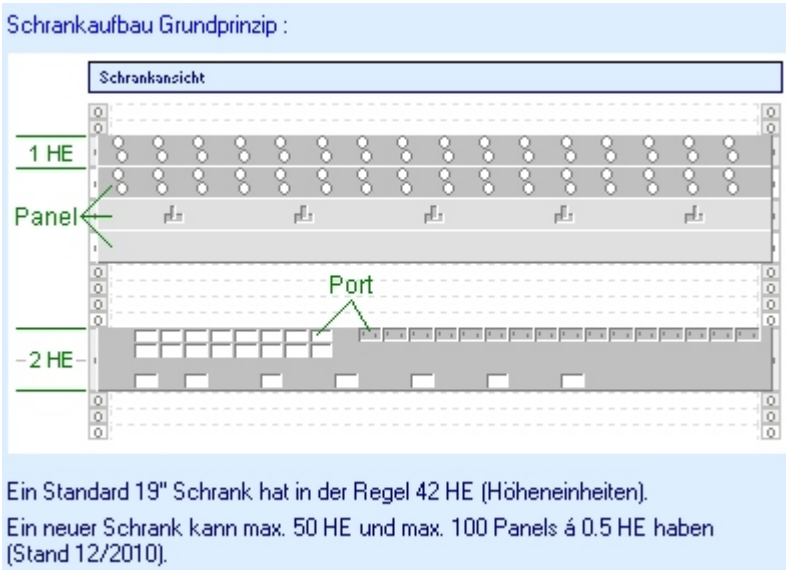 Schrankaufbau Grundprinzip :
Schrankansicht
1 HE
Panel
Port
2 HE
Ein Standard 19" Schrank hat in der Regel 42 HE (Höheneinheiten).
Ein neuer Schrank kann max. 50 HE und max. 100 Panels á 0.5 HE haben
(Stand 12/2010).